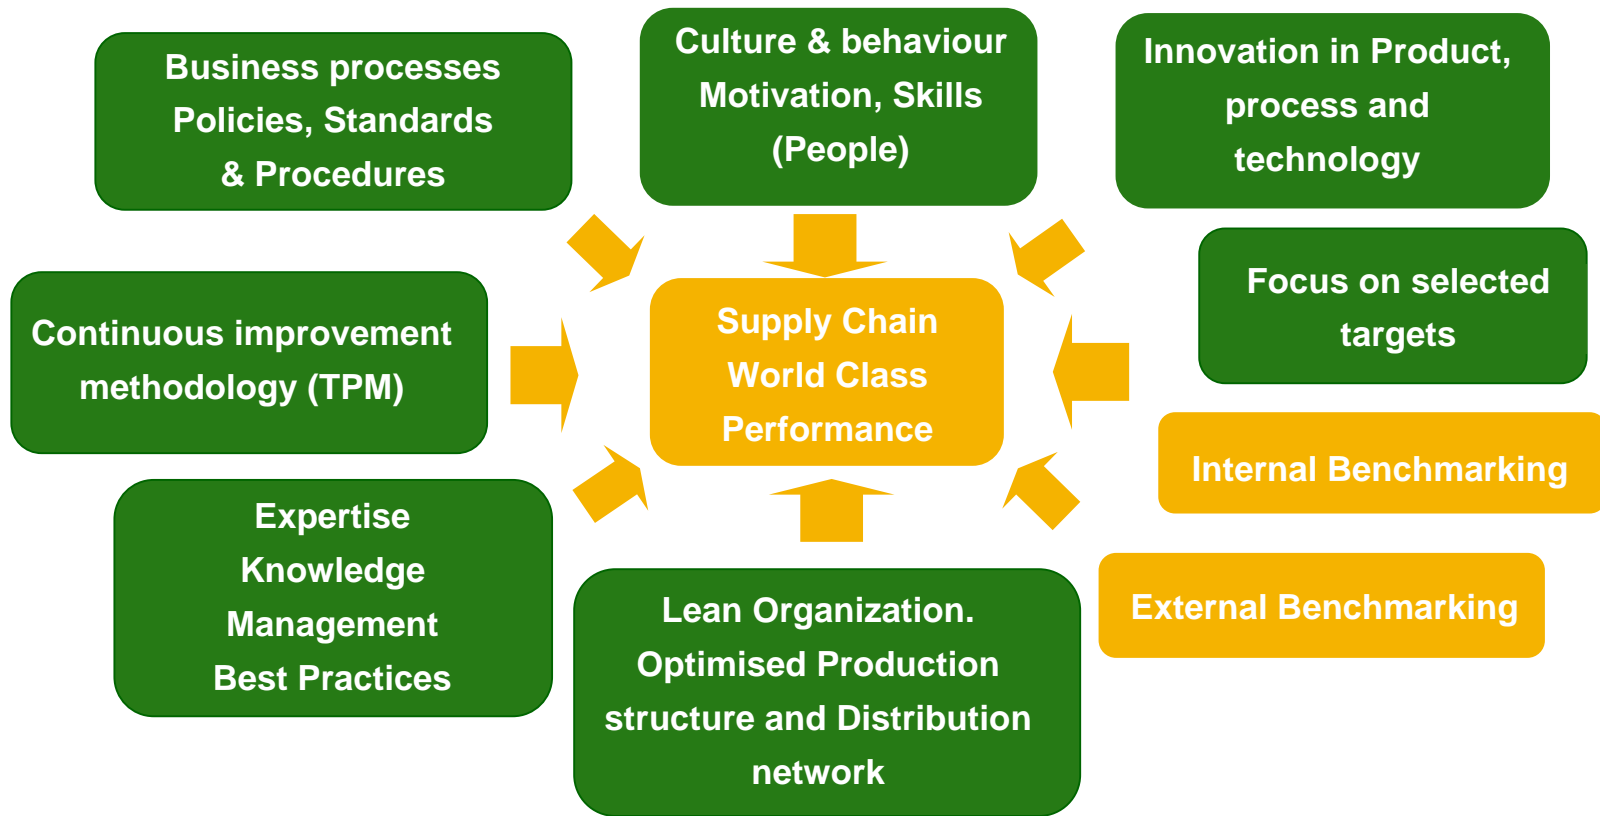 Business processes
Policies, Standards
& Procedures
Culture & behaviour
Motivation, Skills
(People)
Innovation in Product,
process and
technology
Continuous improvement
methodology (TPM)
Supply Chain
World Class
Performance
Focus on selected
targets
Internal Benchmarking
Expertise
Knowledge
Management
Best Practices
Lean Organization.
Optimised Production
structure and Distribution
network
External Benchmarking